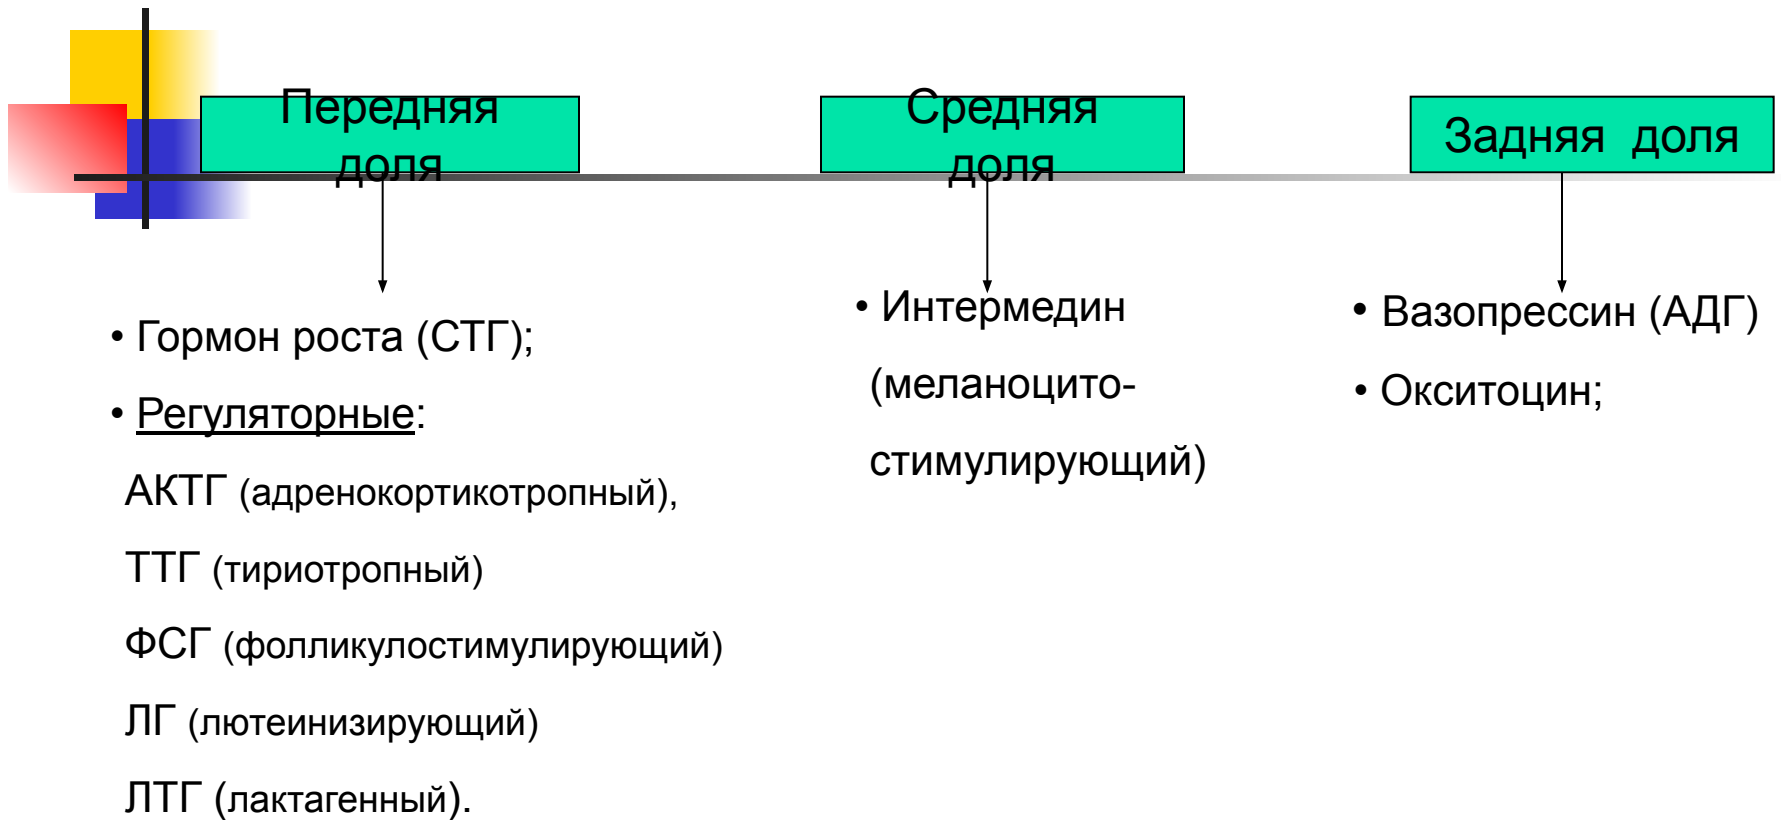 Передняя
доля
• Гормон роста (СТГ);
• Регуляторные:
АКТГ (адренокортикотропный),
ТТГ (тириотропный)
ФСГ (фолликулостимулирующий)
ЛГ (лютеинизирующий)
ЛТГ (лактагенный).
Средняя
доля
• Интермедин
(меланоцито-
стимулирующий)
Задняя доля
• Вазопрессин (АДГ)
• Окситоцин;